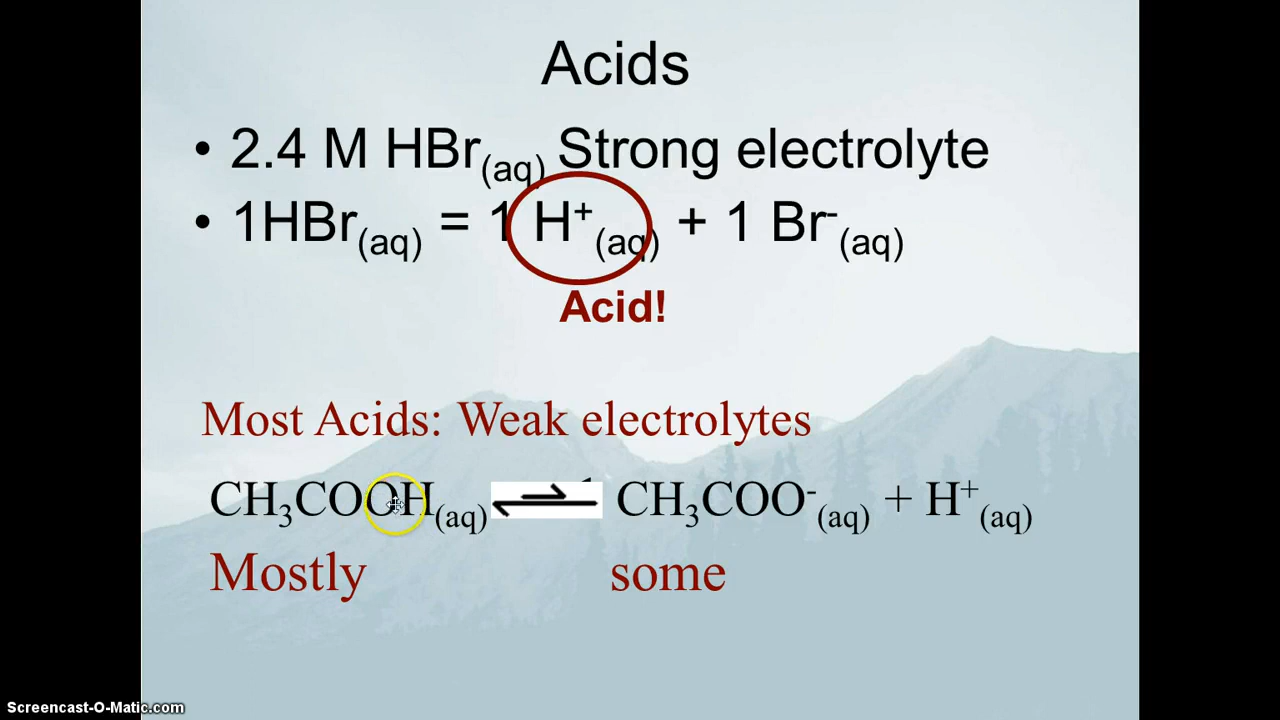 Acids
• 2.4 M HBr(aq) Strong electrolyte
• 1HBr(aq) = 1 H⁺(aq) + 1 Br⁻(aq)
Acid!
Most Acids: Weak electrolytes
CH₃COOH(aq) ⇌ CH₃COO⁻(aq) + H⁺(aq)
Mostly some
Screencast-O-Matic.com